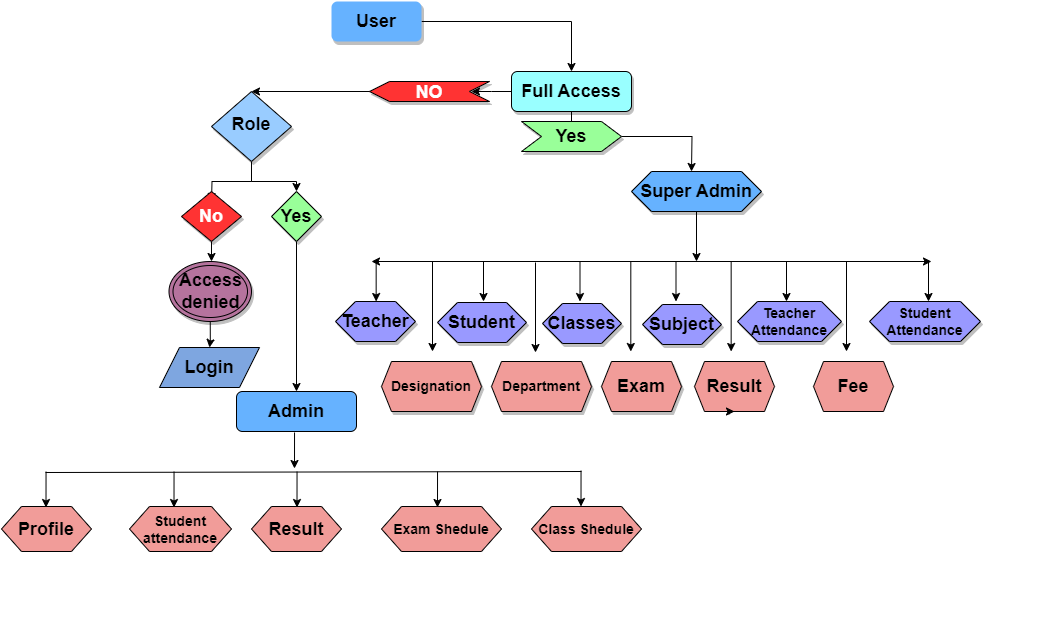 User
Full Access
NO
Role
Yes
Super Admin
No
Yes
Access
denied
Login
Teacher
Student
Classes
Subject
Teacher
Attendance
Student
Attendance
Designation
Department
Exam
Result
Fee
Admin
Profile
Student
attendance
Result
Exam Shedule
Class Shedule